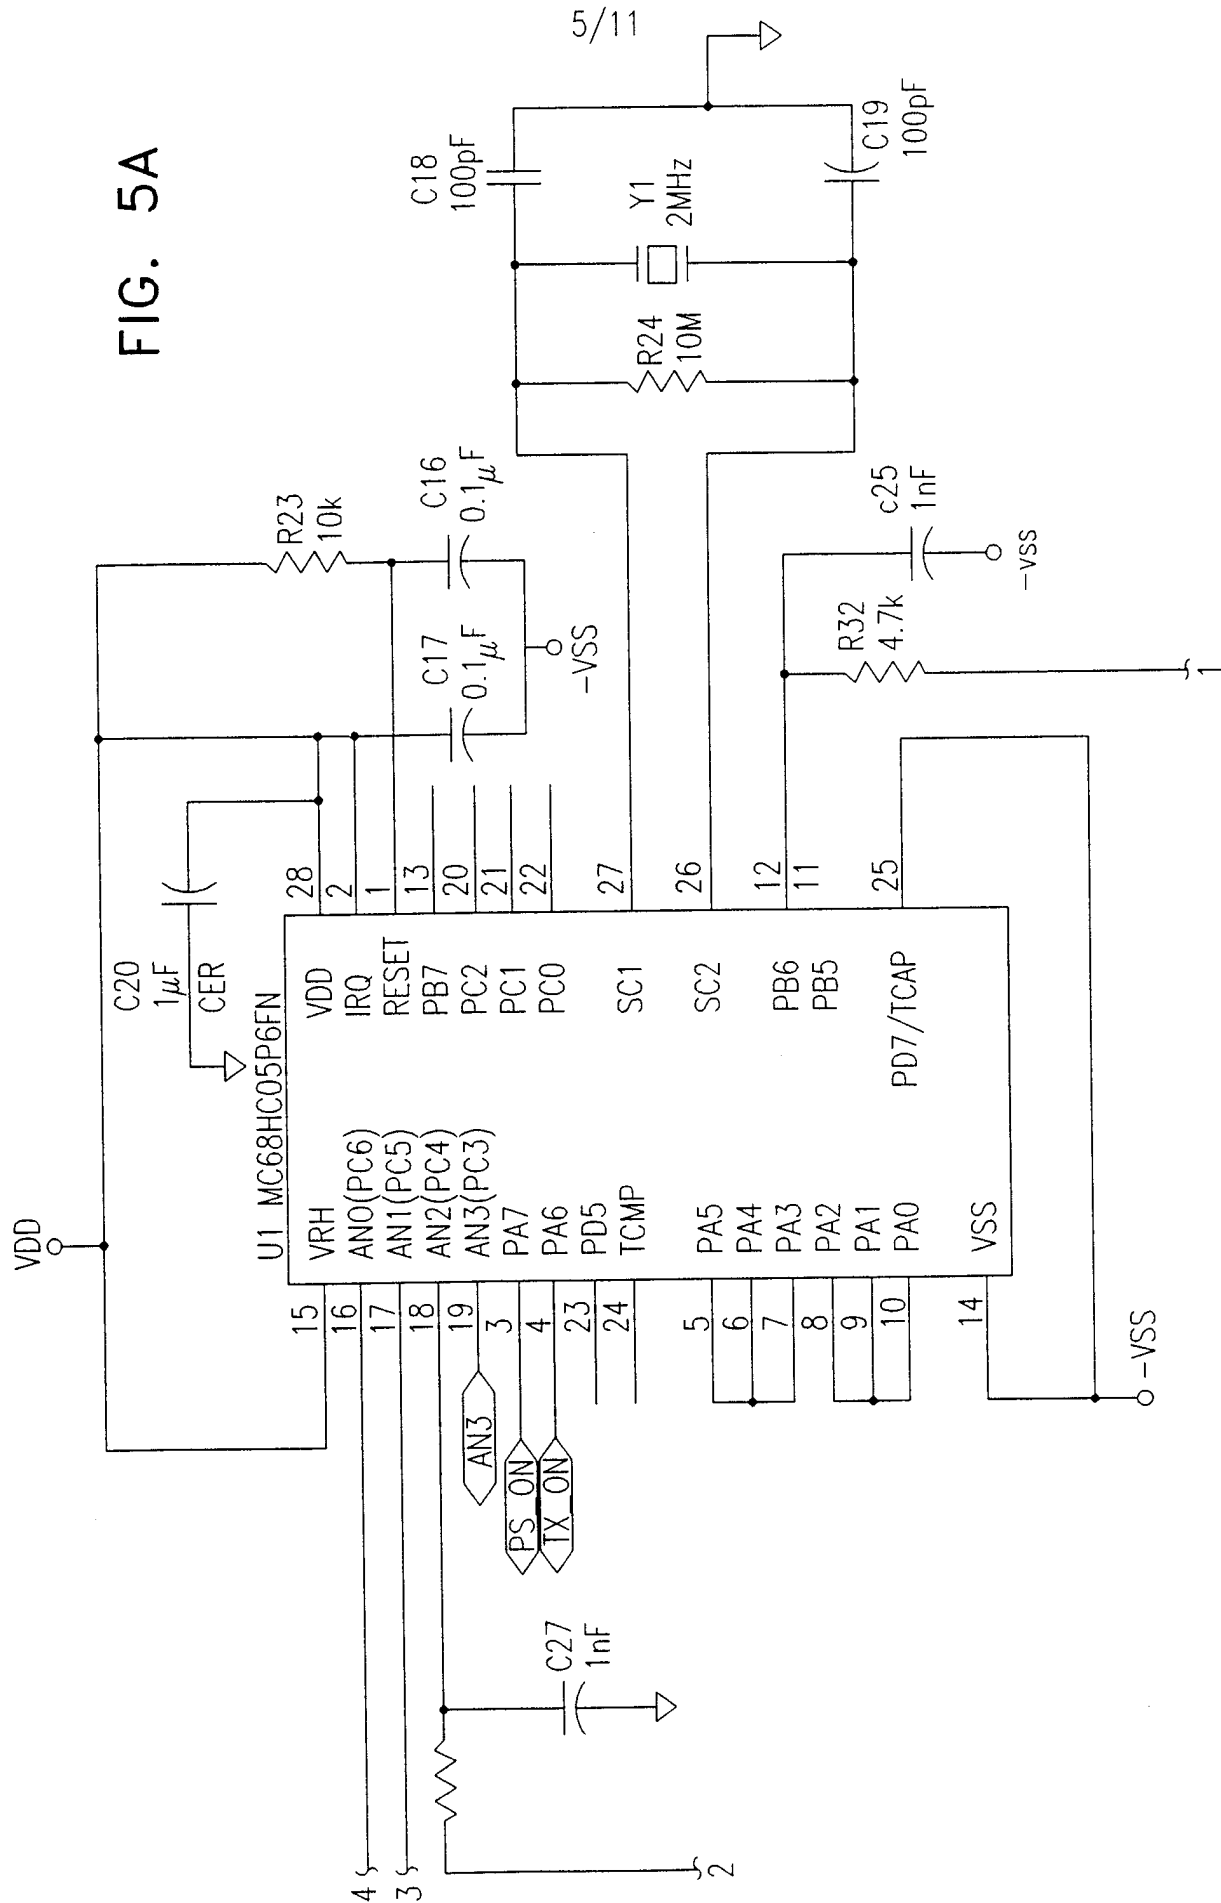 5/11
FIG. 5A
VDD
C20
1µF
CER
R23
10k
C17
0.1µF
C16
0.1µF
-VSS
C18
100pF
Y1
2MHz
R24
10M
C19
100pF
U1 MC68HC05P6FN
15 VRH
16 AN0(PC6)
17 AN1(PC5)
18 AN2(PC4)
19 AN3(PC3)
3 PA7
4 PA6
23 PD5
24 TCMP
5 PA5
6 PA4
7 PA3
8 PA2
9 PA1
10 PA0
14 VSS
VDD 28
IRQ 2
RESET 1
PB7 13
PC2 20
PC1 21
PC0 22
SC1 27
SC2 26
PB6 12
PB5 11
PD7/TCAP 25
AN3
PS_ON
TX_ON
C27
1nF
4
3
2
R32
4.7k
c25
1nF
-vss
1
-VSS